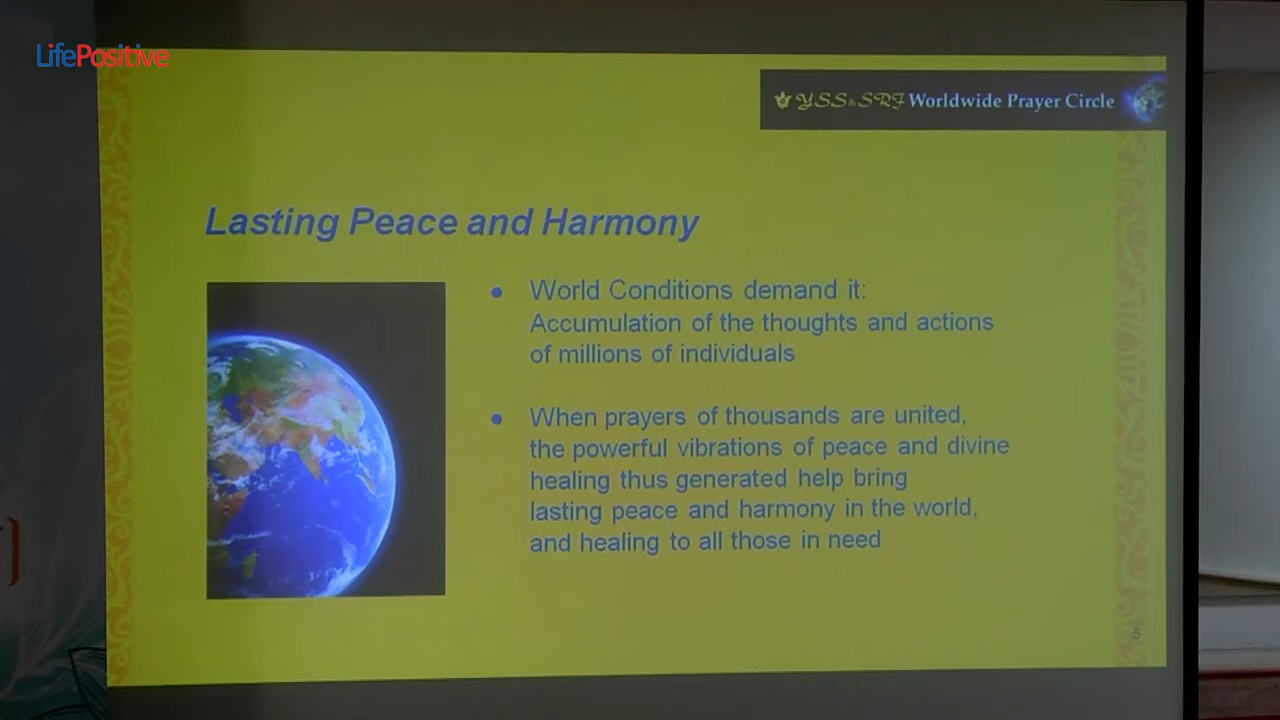 LifePositive
YSS & SRF Worldwide Prayer Circle
Lasting Peace and Harmony
• World Conditions demand it:
Accumulation of the thoughts and actions
of millions of individuals
• When prayers of thousands are united,
the powerful vibrations of peace and divine
healing thus generated help bring
lasting peace and harmony in the world,
and healing to all those in need
5